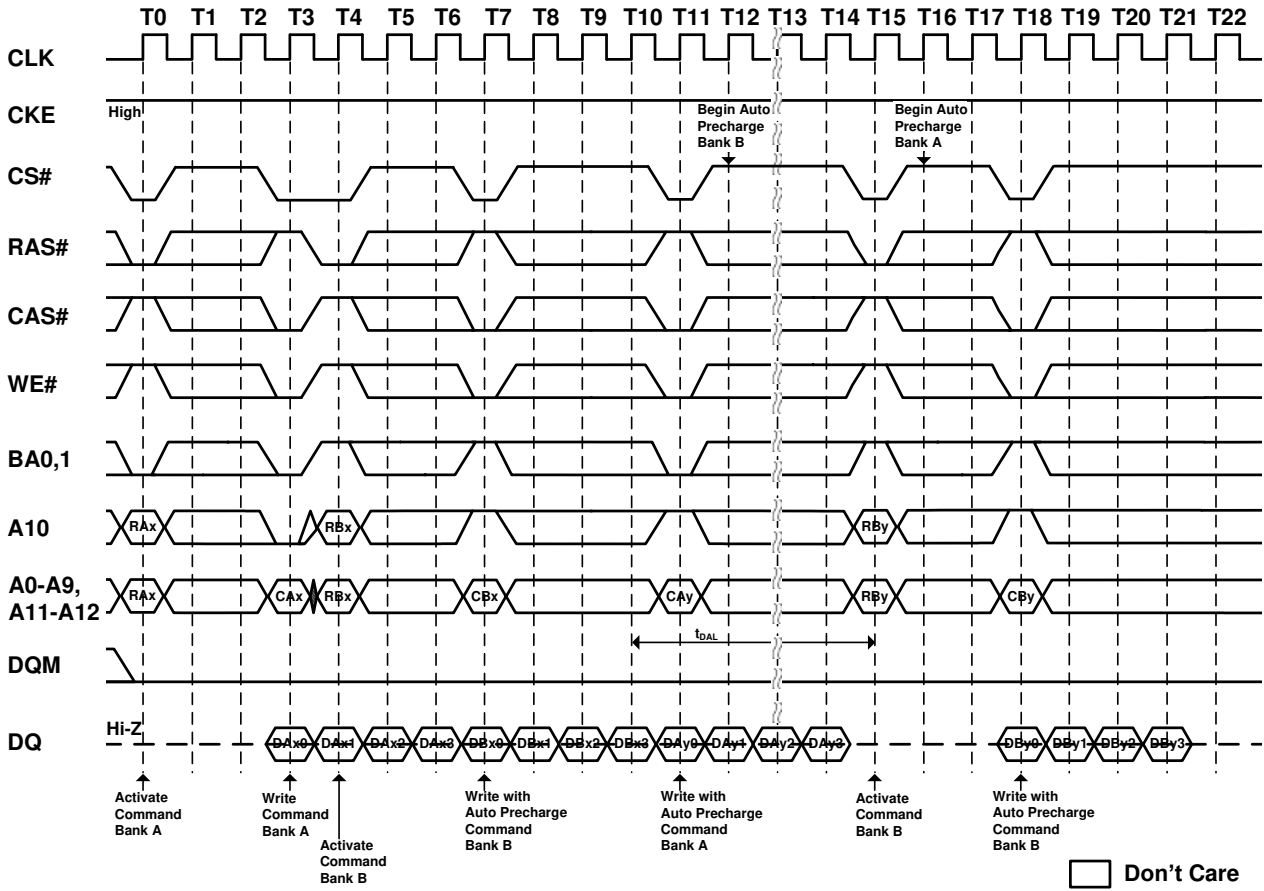 T0 T1 T2 T3 T4 T5 T6 T7 T8 T9 T10 T11 T12 T13 T14 T15 T16 T17 T18 T19 T20 T21 T22
CLK
CKE
High
Begin Auto
Precharge
Bank B
Begin Auto
Precharge
Bank A
CS#
RAS#
CAS#
WE#
BA0,1
A10
RAx RBx RBy
A0-A9,
A11-A12
RAx CAx RBx CBx CAy RBy CBy
tDAL
DQM
DQ
Hi-Z
DAx0 DAx1 DAx2 DAx3 DBx0 DBx1 DBx2 DBx3 DAy0 DAy1 DAy2 DAy3 DBy0 DBy1 DBy2 DBy3
Activate
Command
Bank A
Write
Command
Bank A
Activate
Command
Bank B
Write with
Auto Precharge
Command
Bank B
Write with
Auto Precharge
Command
Bank A
Activate
Command
Bank B
Write with
Auto Precharge
Command
Bank B
Don't Care